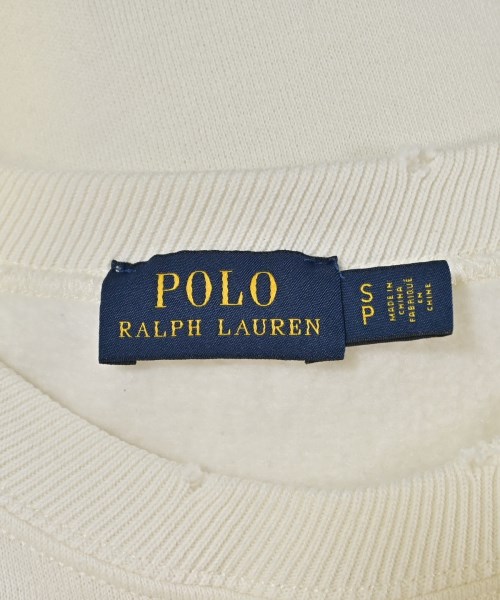 POLO
RALPH LAUREN
S
P
MADE IN
CHINA
FABRIQUÉ
EN
CHINE